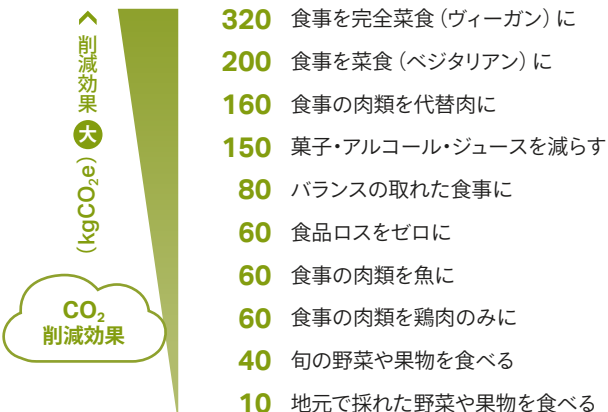 削減効果 大 (kgCO₂e)
CO₂
削減効果
320 食事を完全菜食（ヴィーガン）に
200 食事を菜食（ベジタリアン）に
160 食事の肉類を代替肉に
150 菓子・アルコール・ジュースを減らす
80 バランスの取れた食事に
60 食品ロスをゼロに
60 食事の肉類を魚に
60 食事の肉類を鶏肉のみに
40 旬の野菜や果物を食べる
10 地元で採れた野菜や果物を食べる